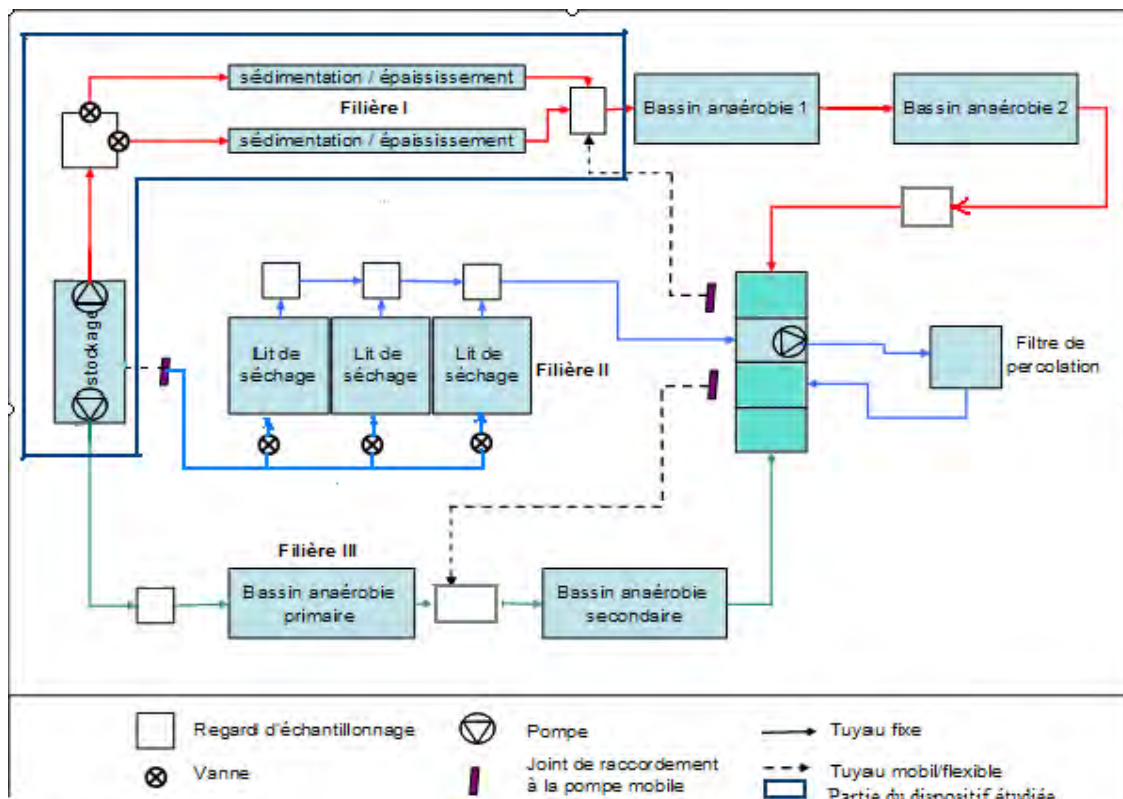 sédimentation / épaississement
Filière I
sédimentation / épaississement
Bassin anaérobie 1
Bassin anaérobie 2
stockage
Lit de
séchage
Lit de
séchage
Lit de
séchage
Filière II
Filtre de
percolation
Filière III
Bassin anaérobie
primaire
Bassin anaérobie
secondaire
Regard d'échantillonnage
Pompe
Tuyau fixe
Vanne
Joint de raccordement
à la pompe mobile
Tuyau mobil/flexible
Partie du dispositif étudiée